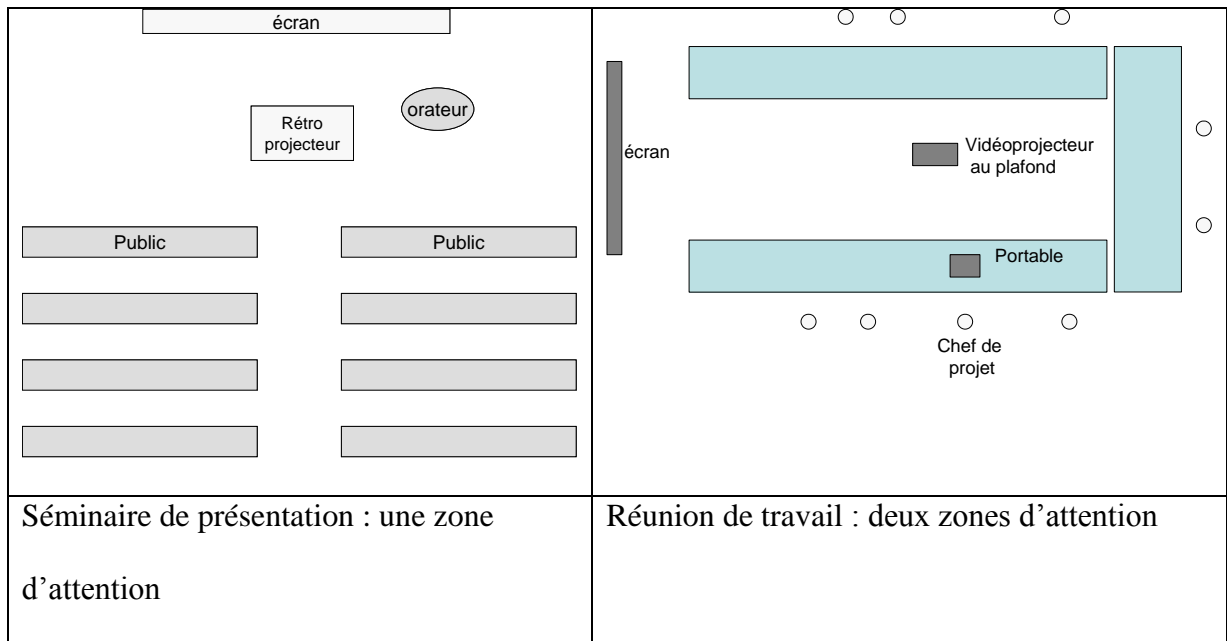 écran
orateur
Rétro
projecteur
Public
Public
écran
Vidéoprojecteur
au plafond
Portable
Chef de
projet
Séminaire de présentation : une zone
d’attention
Réunion de travail : deux zones d’attention